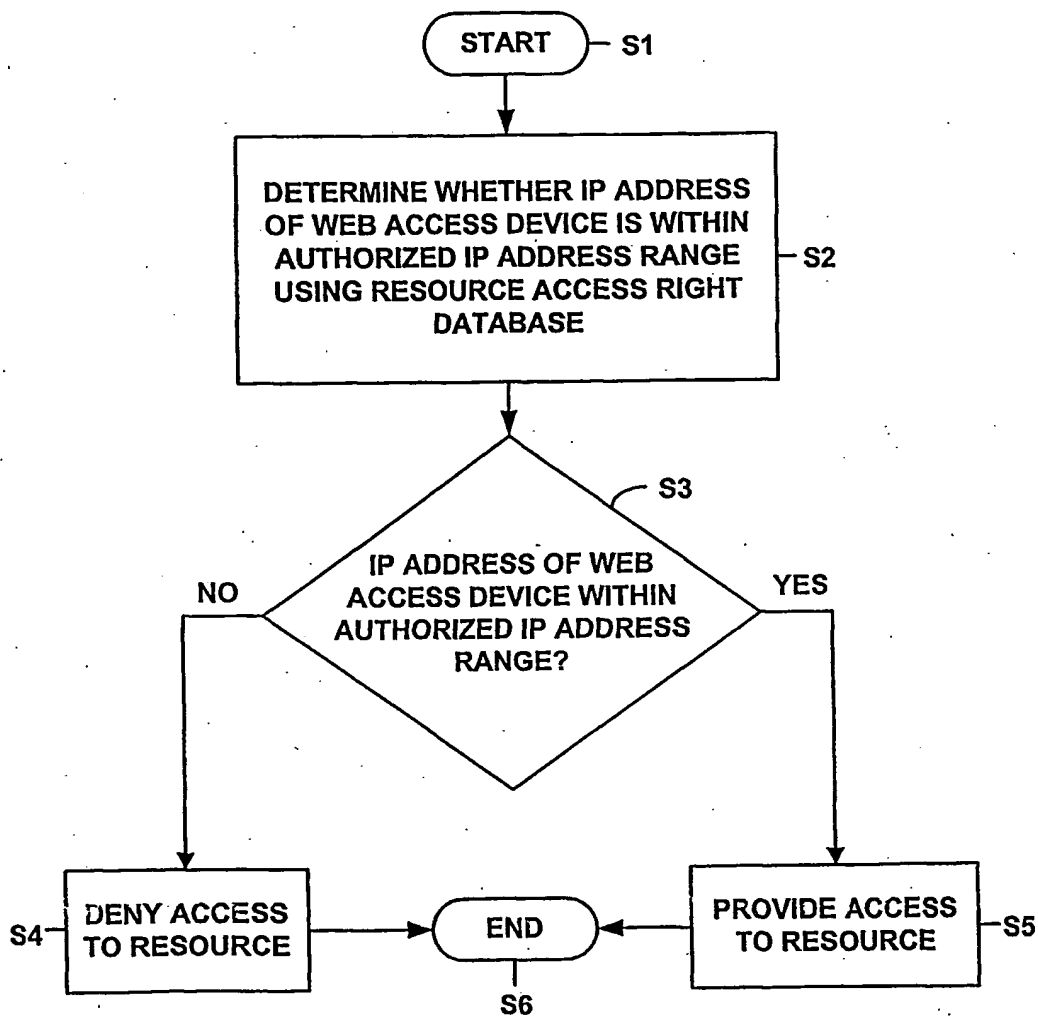 START
S1
DETERMINE WHETHER IP ADDRESS
OF WEB ACCESS DEVICE IS WITHIN
AUTHORIZED IP ADDRESS RANGE
USING RESOURCE ACCESS RIGHT
DATABASE
S2
S3
IP ADDRESS OF WEB
ACCESS DEVICE WITHIN
AUTHORIZED IP ADDRESS
RANGE?
NO
YES
S4
DENY ACCESS
TO RESOURCE
END
S6
PROVIDE ACCESS
TO RESOURCE
S5